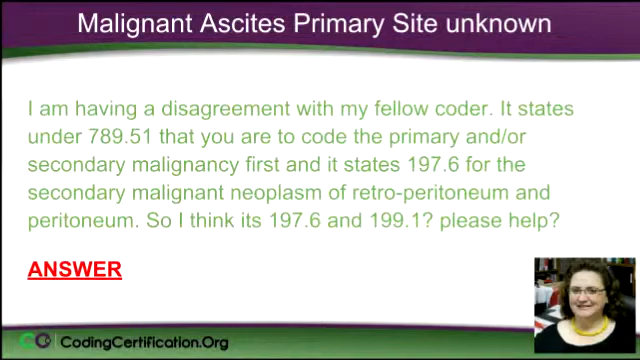 Malignant Ascites Primary Site unknown
I am having a disagreement with my fellow coder. It states
under 789.51 that you are to code the primary and/or
secondary malignancy first and it states 197.6 for the
secondary malignant neoplasm of retro-peritoneum and
peritoneum. So I think its 197.6 and 199.1? please help?
ANSWER
CodingCertification.Org